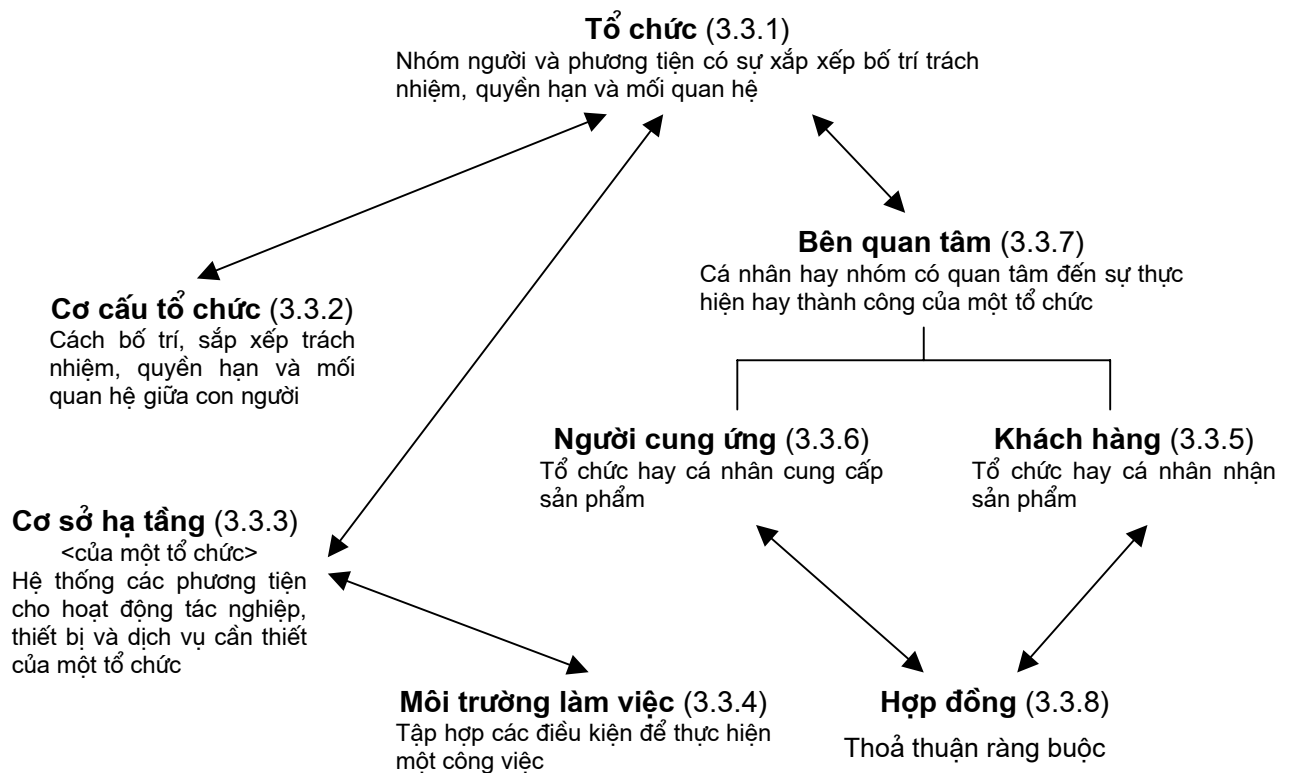 Tổ chức (3.3.1)
Nhóm người và phương tiện có sự xắp xếp bố trí trách
nhiệm, quyền hạn và mối quan hệ
Bên quan tâm (3.3.7)
Cá nhân hay nhóm có quan tâm đến sự thực
hiện hay thành công của một tổ chức
Cơ cấu tổ chức (3.3.2)
Cách bố trí, sắp xếp trách
nhiệm, quyền hạn và mối
quan hệ giữa con người
Người cung ứng (3.3.6)
Tổ chức hay cá nhân cung cấp
sản phẩm
Khách hàng (3.3.5)
Tổ chức hay cá nhân nhận
sản phẩm
Cơ sở hạ tầng (3.3.3)
<của một tổ chức>
Hệ thống các phương tiện
cho hoạt động tác nghiệp,
thiết bị và dịch vụ cần thiết
của một tổ chức
Môi trường làm việc (3.3.4)
Tập hợp các điều kiện để thực hiện
một công việc
Hợp đồng (3.3.8)
Thoả thuận ràng buộc